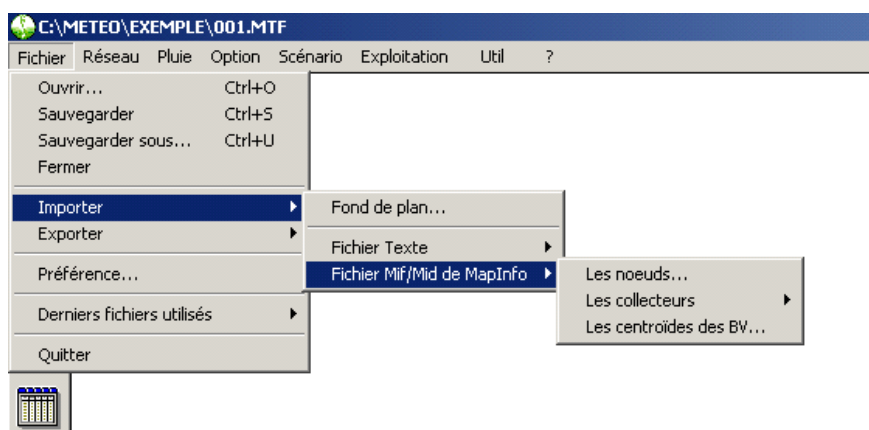 C:\METEO\EXEMPLE\001.MTF
Fichier Réseau Pluie Option Scénario Exploitation Util ?
Ouvrir... Ctrl+O
Sauvegarder Ctrl+S
Sauvegarder sous... Ctrl+U
Fermer
Importer
Exporter
Préférence...
Derniers fichiers utilisés
Quitter
Fond de plan...
Fichier Texte
Fichier Mif/Mid de MapInfo
Les noeuds...
Les collecteurs
Les centroïdes des BV...